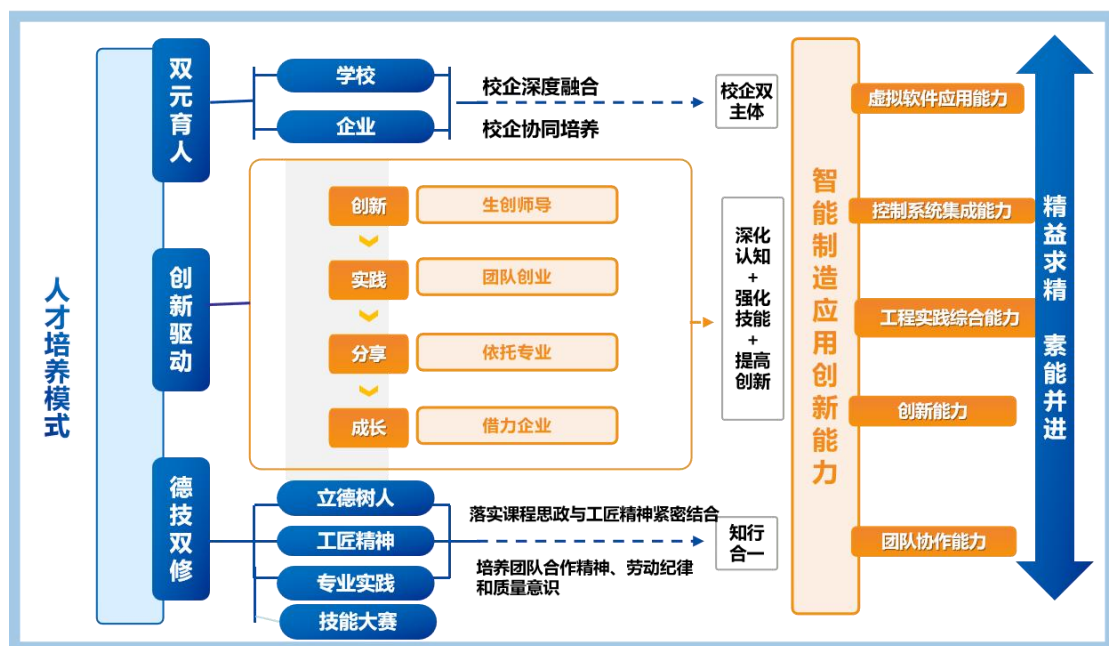 人才培养模式
双元育人
学校
企业
校企深度融合
校企协同培养
校企双
主体
创新驱动
创新
生创师导
实践
团队创业
分享
依托专业
成长
借力企业
深化
认知
+
强化
技能
+
提高
创新
德技双修
立德树人
工匠精神
专业实践
技能大赛
落实课程思政与工匠精神紧密结合
培养团队合作精神、劳动纪律
和质量意识
知行
合一
智能制造应用创新能力
虚拟软件应用能力
控制系统集成能力
工程实践综合能力
创新能力
团队协作能力
精益求精 素能并进